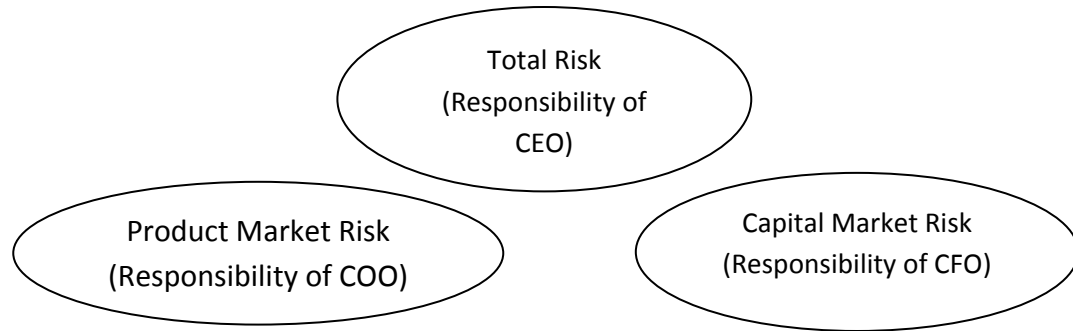 Total Risk
(Responsibility of
CEO)
Product Market Risk
(Responsibility of COO)
Capital Market Risk
(Responsibility of CFO)